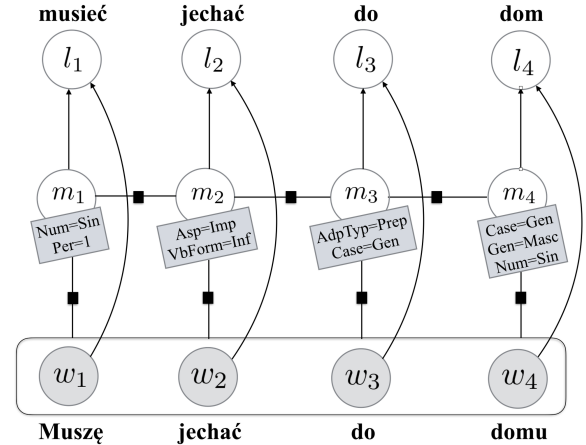 musieć jechać do dom
l1 l2 l3 l4
m1 m2 m3 m4
Num=Sin
Per=1
Asp=Imp
VbForm=Inf
AdpTyp=Prep
Case=Gen
Case=Gen
Gen=Masc
Num=Sin
w1 w2 w3 w4
Muszę jechać do domu